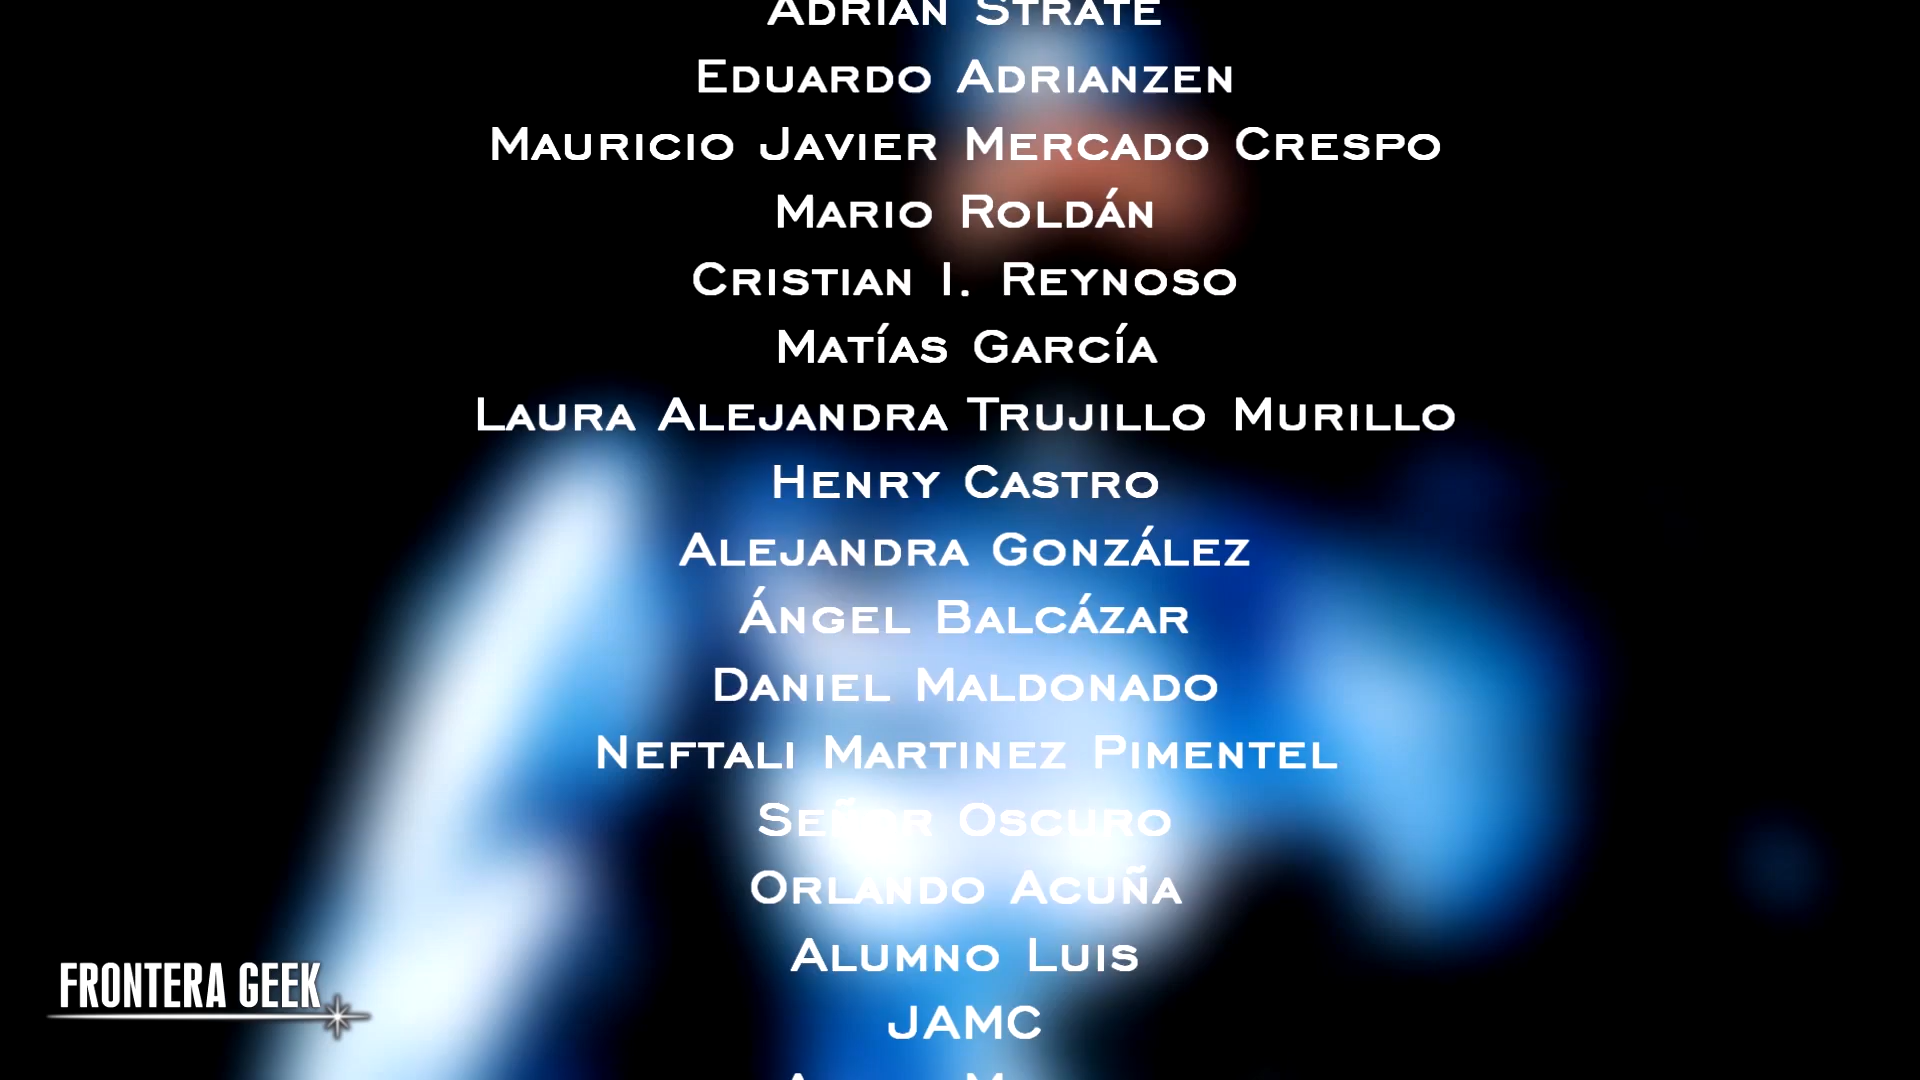 ADRIAN STRATE
EDUARDO ADRIANZEN
MAURICIO JAVIER MERCADO CRESPO
MARIO ROLDÁN
CRISTIAN I. REYNOSO
MATÍAS GARCÍA
LAURA ALEJANDRA TRUJILLO MURILLO
HENRY CASTRO
ALEJANDRA GONZÁLEZ
ÁNGEL BALCÁZAR
DANIEL MALDONADO
NEFTALI MARTINEZ PIMENTEL
SEÑOR OSCURO
ORLANDO ACUÑA
ALUMNO LUIS
JAMC
FRONTERA GEEK